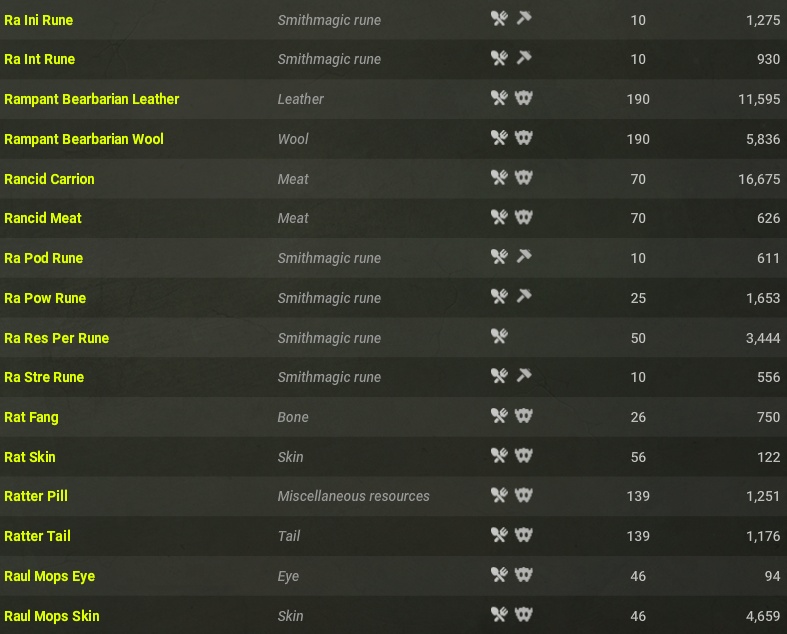 Ra Ini Rune Smithmagic rune 10 1,275
Ra Int Rune Smithmagic rune 10 930
Rampant Bearbarian Leather Leather 190 11,595
Rampant Bearbarian Wool Wool 190 5,836
Rancid Carrion Meat 70 16,675
Rancid Meat Meat 70 626
Ra Pod Rune Smithmagic rune 10 611
Ra Pow Rune Smithmagic rune 25 1,653
Ra Res Per Rune Smithmagic rune 50 3,444
Ra Stre Rune Smithmagic rune 10 556
Rat Fang Bone 26 750
Rat Skin Skin 56 122
Ratter Pill Miscellaneous resources 139 1,251
Ratter Tail Tail 139 1,176
Raul Mops Eye Eye 46 94
Raul Mops Skin Skin 46 4,659